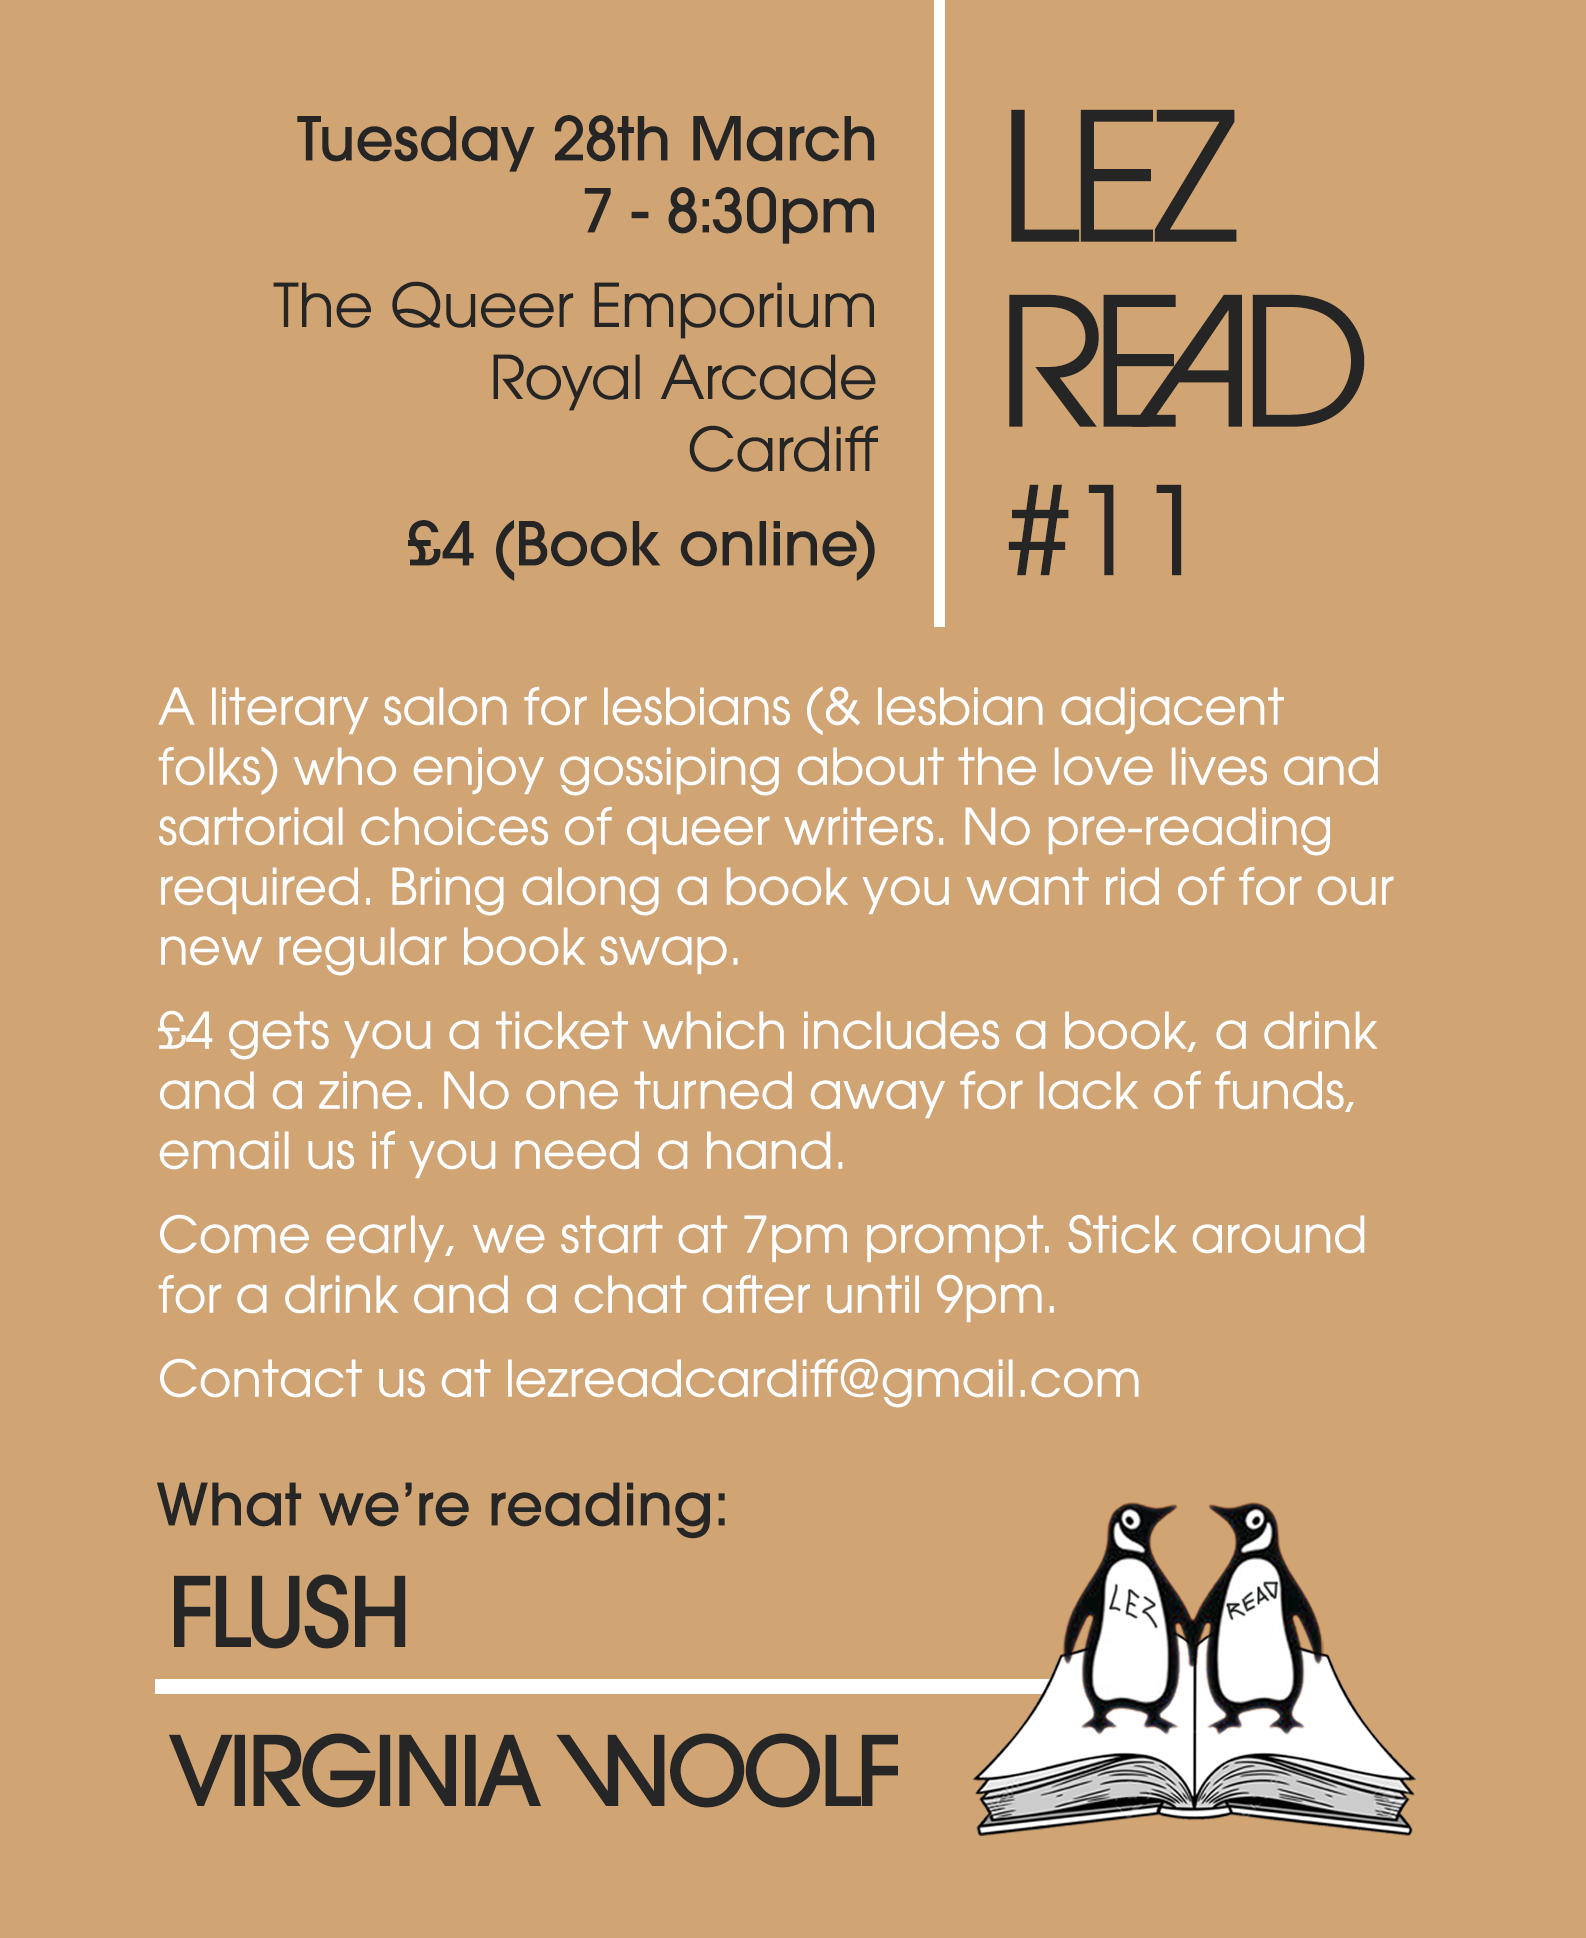 Tuesday 28th March
7 - 8:30pm
The Queer Emporium
Royal Arcade
Cardiff
£4 (Book online)
LEZ
READ
#11
A literary salon for lesbians (& lesbian adjacent
folks) who enjoy gossiping about the love lives and
sartorial choices of queer writers. No pre-reading
required. Bring along a book you want rid of for our
new regular book swap.
£4 gets you a ticket which includes a book, a drink
and a zine. No one turned away for lack of funds,
email us if you need a hand.
Come early, we start at 7pm prompt. Stick around
for a drink and a chat after until 9pm.
Contact us at lezreadcardiff@gmail.com
What we're reading:
FLUSH
VIRGINIA WOOLF
LEZ
READ